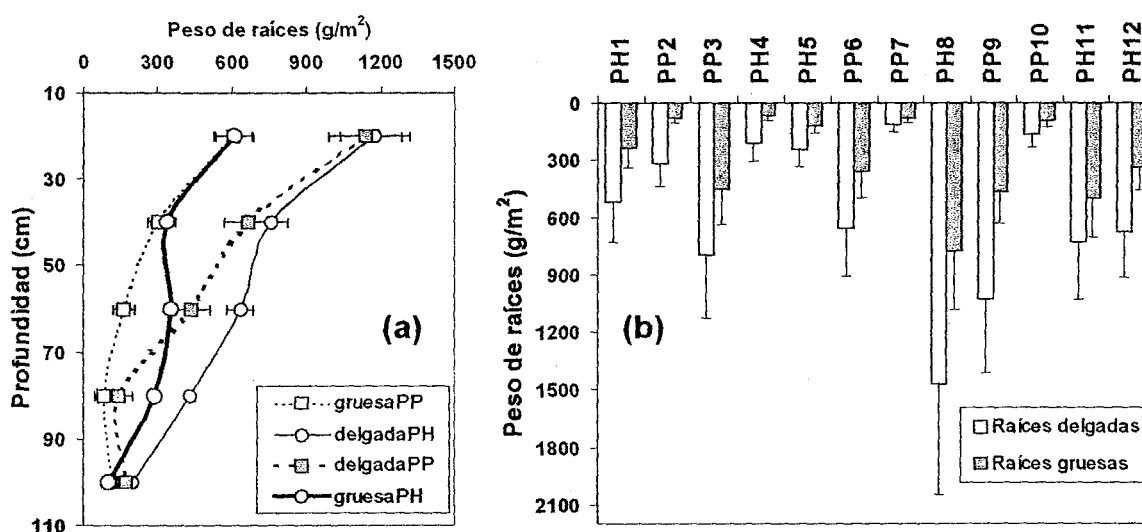 Peso de raíces (g/m²)
0 300 600 900 1200 1500
Profundidad (cm)
10
30
50
70
90
110
(a)
gruesaPP
delgadaPH
delgadaPP
gruesaPH
PH1 PP2 PP3 PH4 PH5 PP6 PP7 PH8 PP9 PP10 PH11 PH12
Peso de raíces (g/m²)
0
300
600
900
1200
1500
1800
2100
(b)
Raíces delgadas
Raíces gruesas